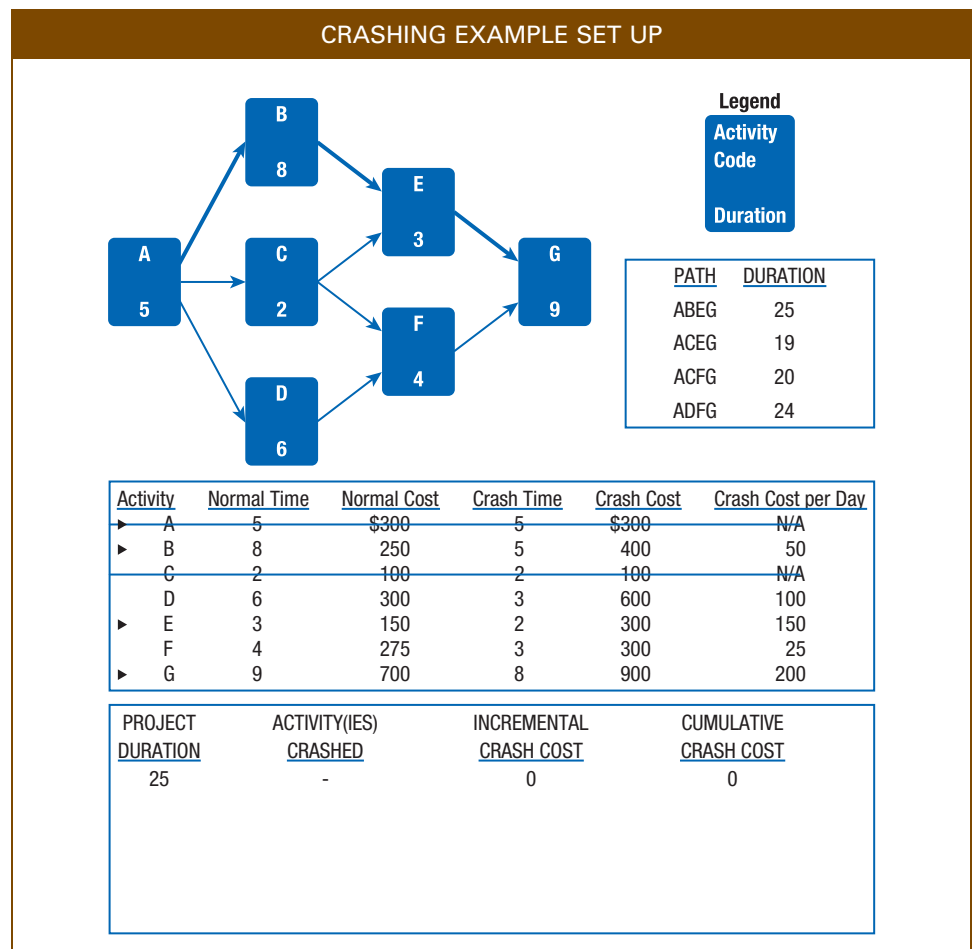 CRASHING EXAMPLE SET UP
B
8
E
3
A
5
C
2
G
9
F
4
D
6
Legend
Activity
Code
Duration
PATH DURATION
ABEG 25
ACEG 19
ACFG 20
ADFG 24
Activity Normal Time Normal Cost Crash Time Crash Cost Crash Cost per Day
A 5 $300 5 $300 N/A
B 8 250 5 400 50
C 2 100 2 100 N/A
D 6 300 3 600 100
E 3 150 2 300 150
F 4 275 3 300 25
G 9 700 8 900 200
PROJECT ACTIVITY(IES) INCREMENTAL CUMULATIVE
DURATION CRASHED CRASH COST CRASH COST
25 - 0 0